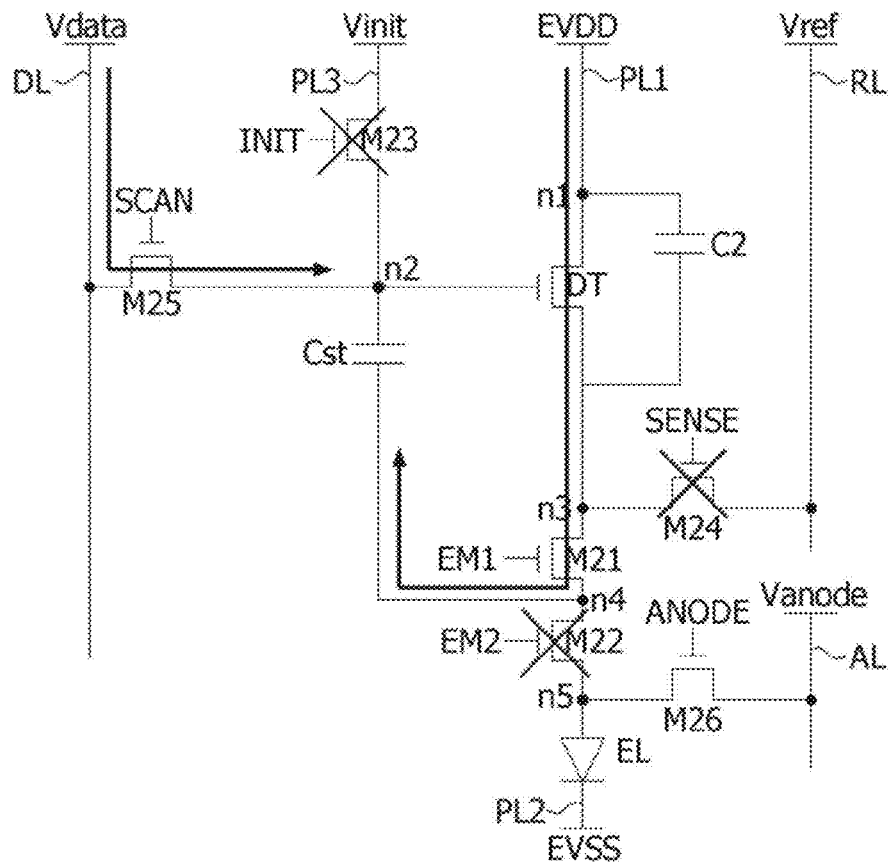 Vdata Vinit EVDD Vref
DL PL3 PL1 RL
INIT M23
SCAN n1
C2
n2 DT
M25
Cst
SENSE
n3 M24
EM1 M21
n4 Vanode
ANODE
EM2 M22
AL
n5 M26
EL
PL2
EVSS